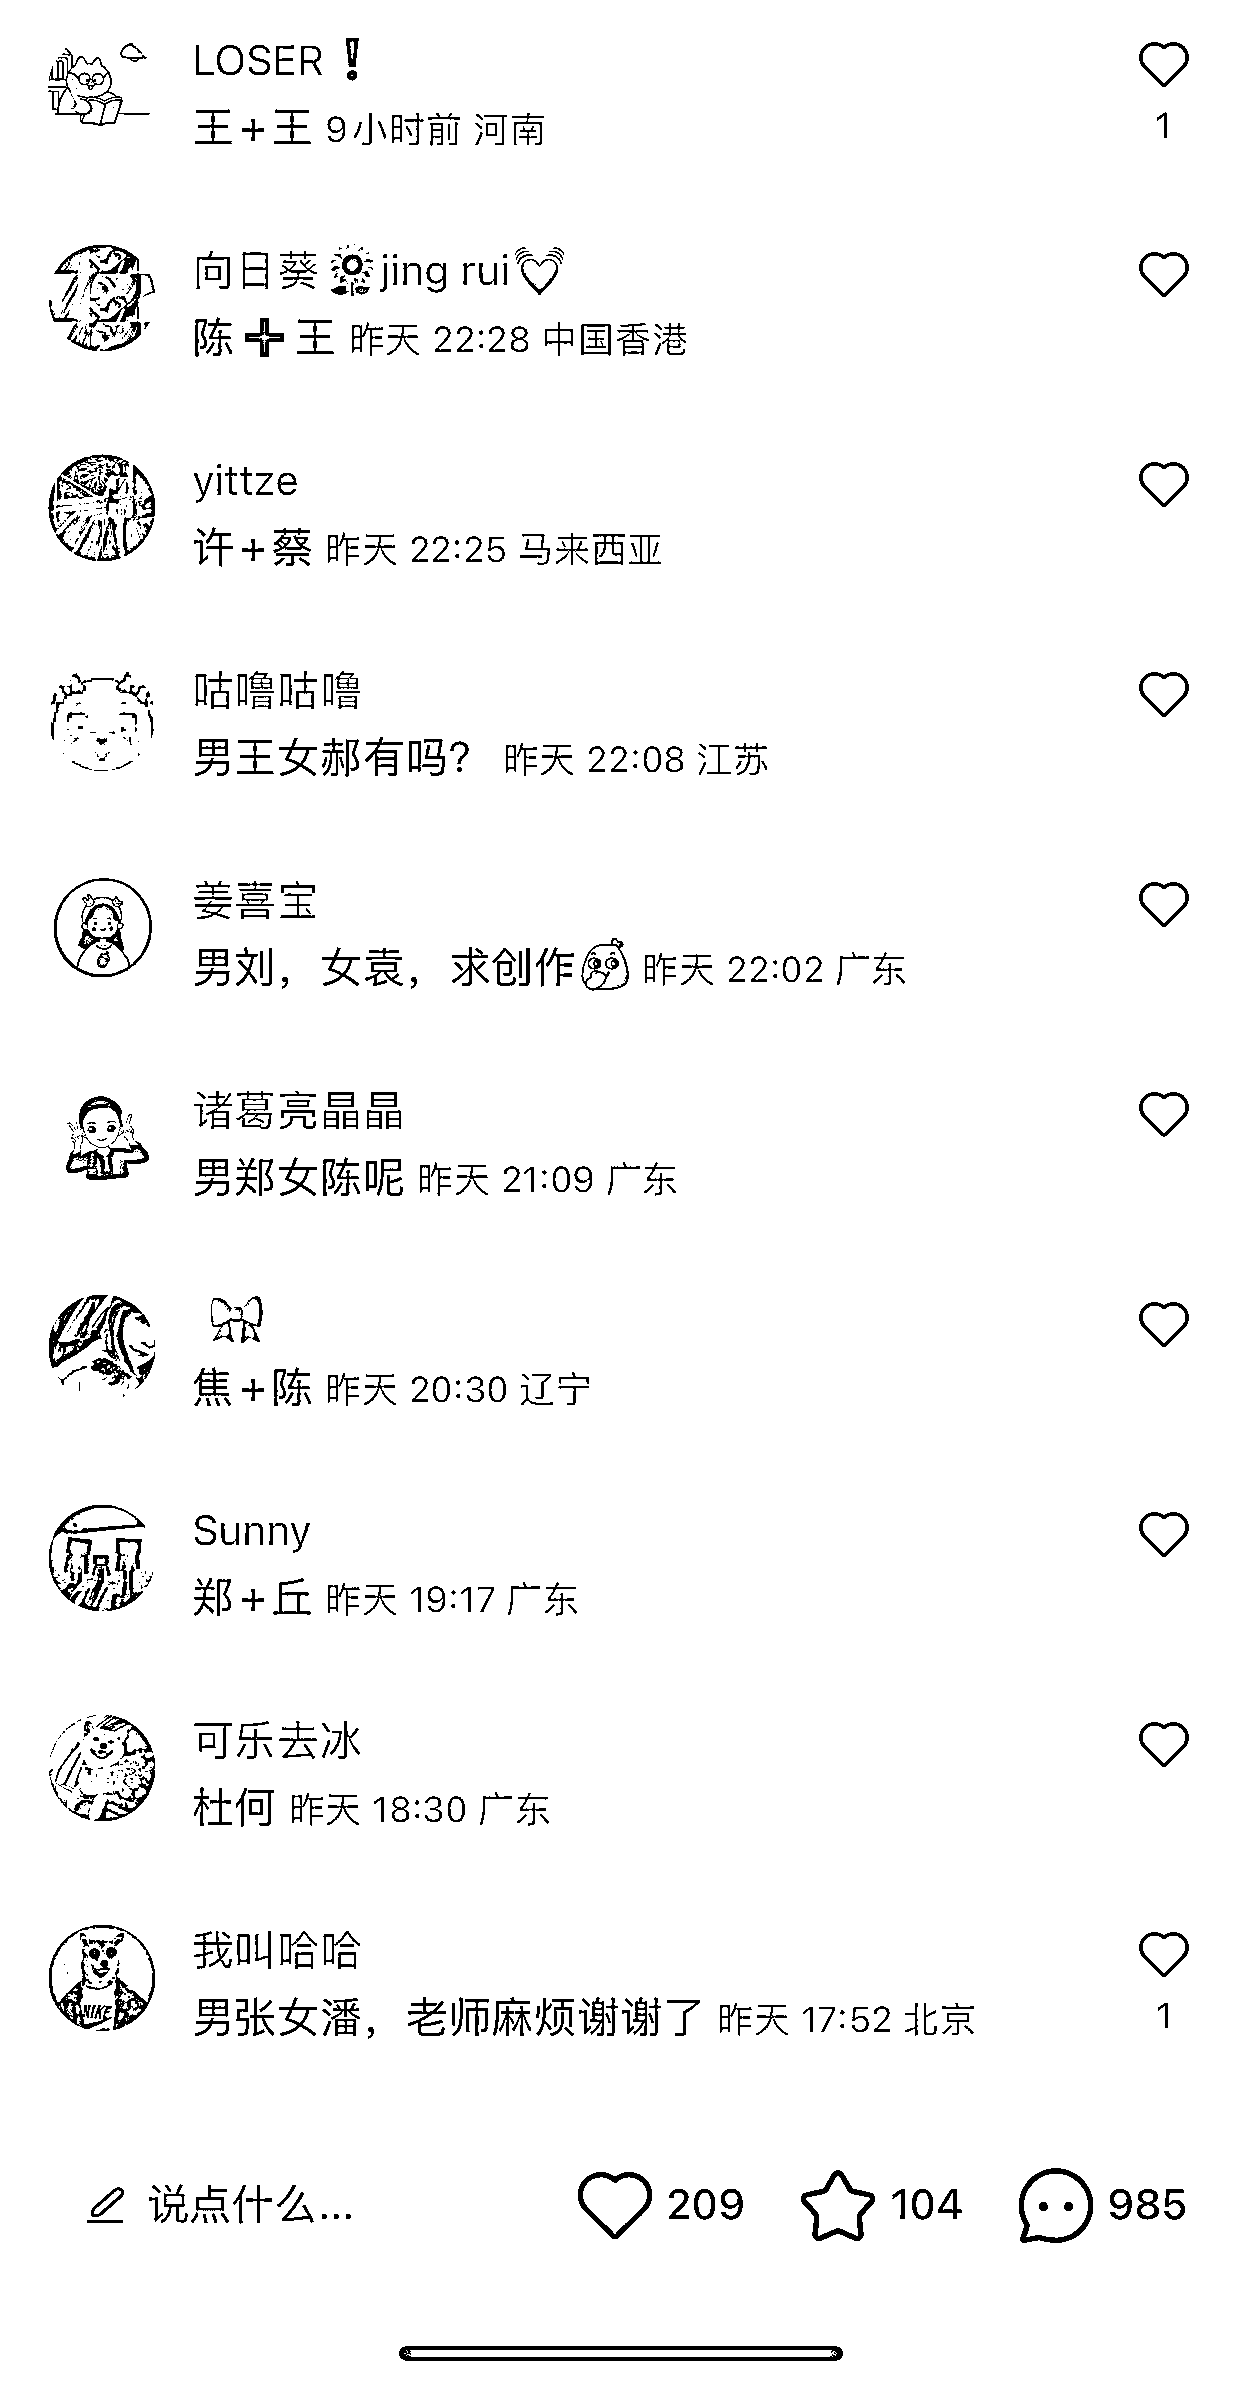 LOSER❗
1
王+王 9小时前 河南
向日葵🌻jing rui💓
陈➕王 昨天 22:28 中国香港
yittze
许+蔡 昨天 22:25 马来西亚
咕噜咕噜
男王女郝有吗？ 昨天 22:08 江苏
姜喜宝
男刘，女袁，求创作 昨天 22:02 广东
诸葛亮晶晶
男郑女陈呢 昨天 21:09 广东
🎀
焦+陈 昨天 20:30 辽宁
Sunny
郑+丘 昨天 19:17 广东
可乐去冰
杜何 昨天 18:30 广东
我叫哈哈
NIKE
男张女潘，老师麻烦谢谢了 昨天 17:52 北京
1
说点什么... 209 104 985